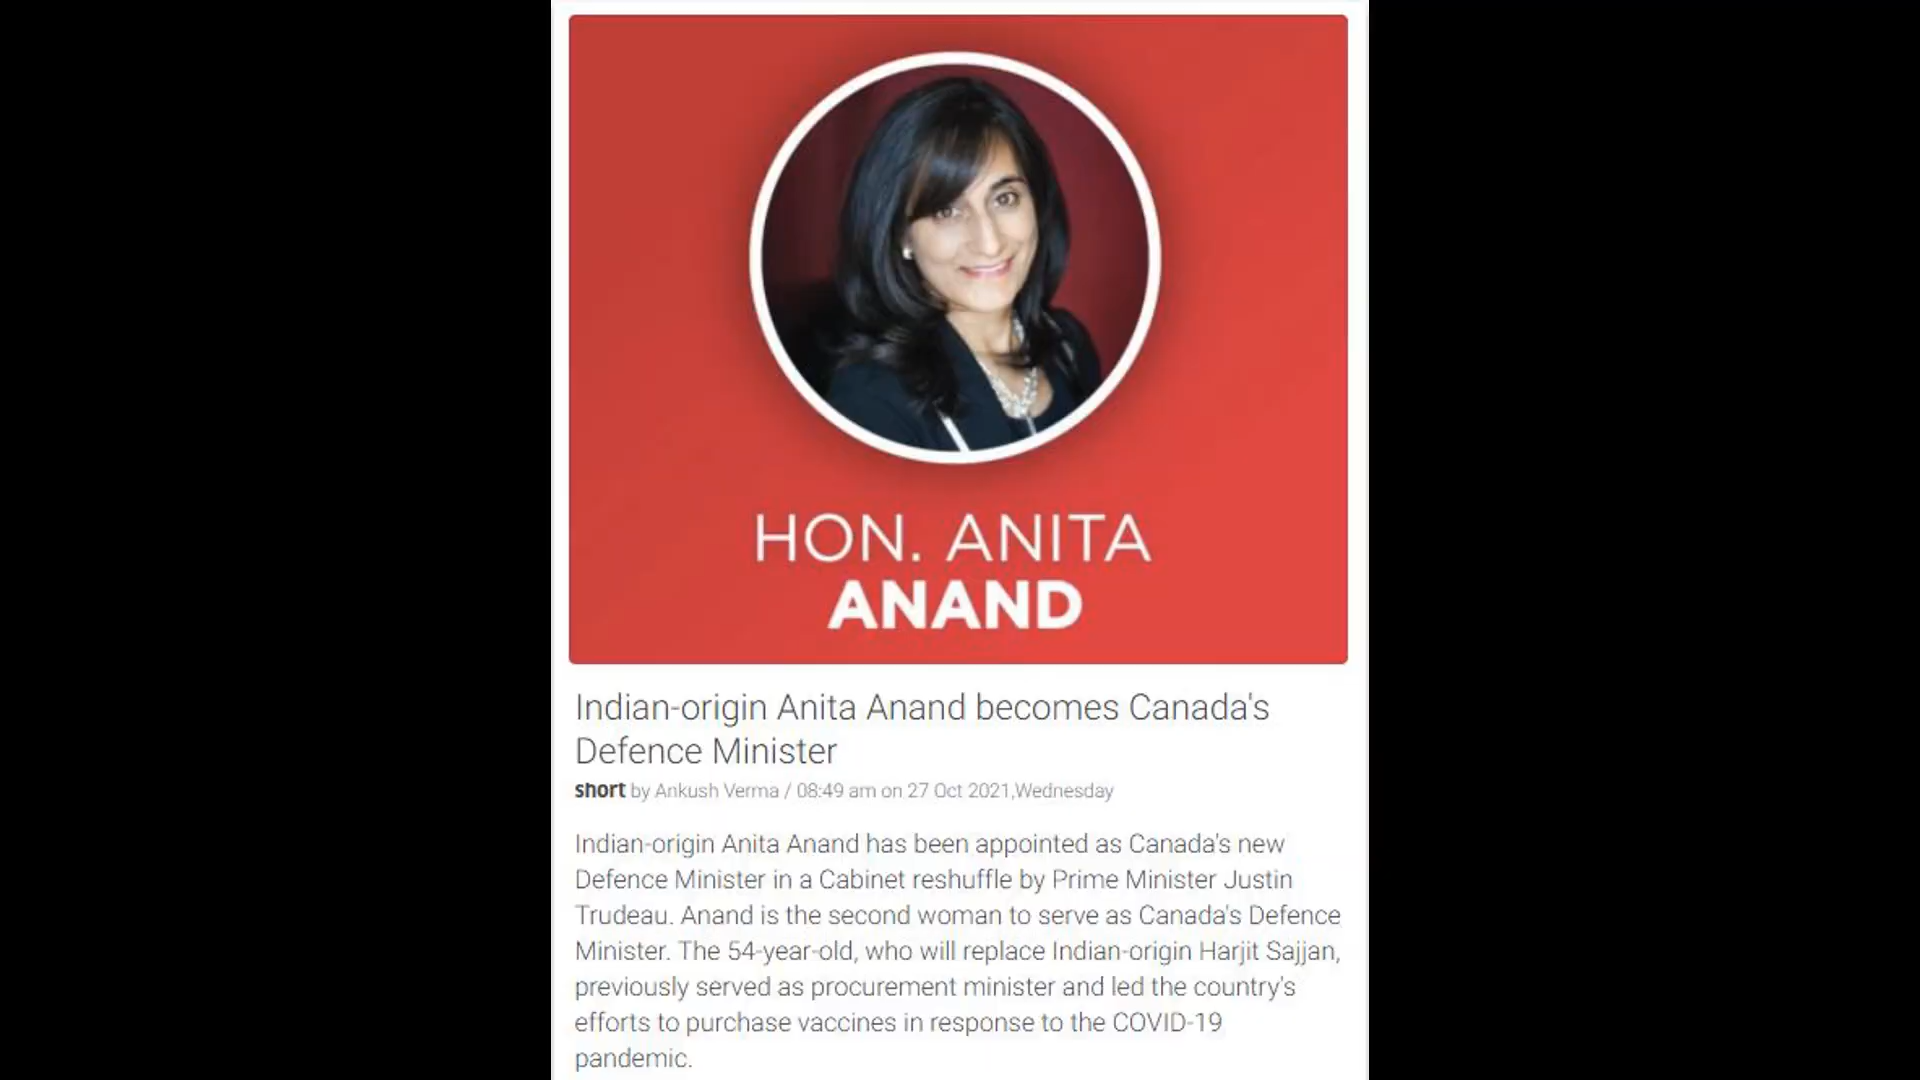 HON. ANITA
ANAND
Indian-origin Anita Anand becomes Canada's
Defence Minister
short by Ankush Verma / 08:49 am on 27 Oct 2021,Wednesday
Indian-origin Anita Anand has been appointed as Canada's new
Defence Minister in a Cabinet reshuffle by Prime Minister Justin
Trudeau. Anand is the second woman to serve as Canada's Defence
Minister. The 54-year-old, who will replace Indian-origin Harjit Sajjan,
previously served as procurement minister and led the country's
efforts to purchase vaccines in response to the COVID-19
pandemic.